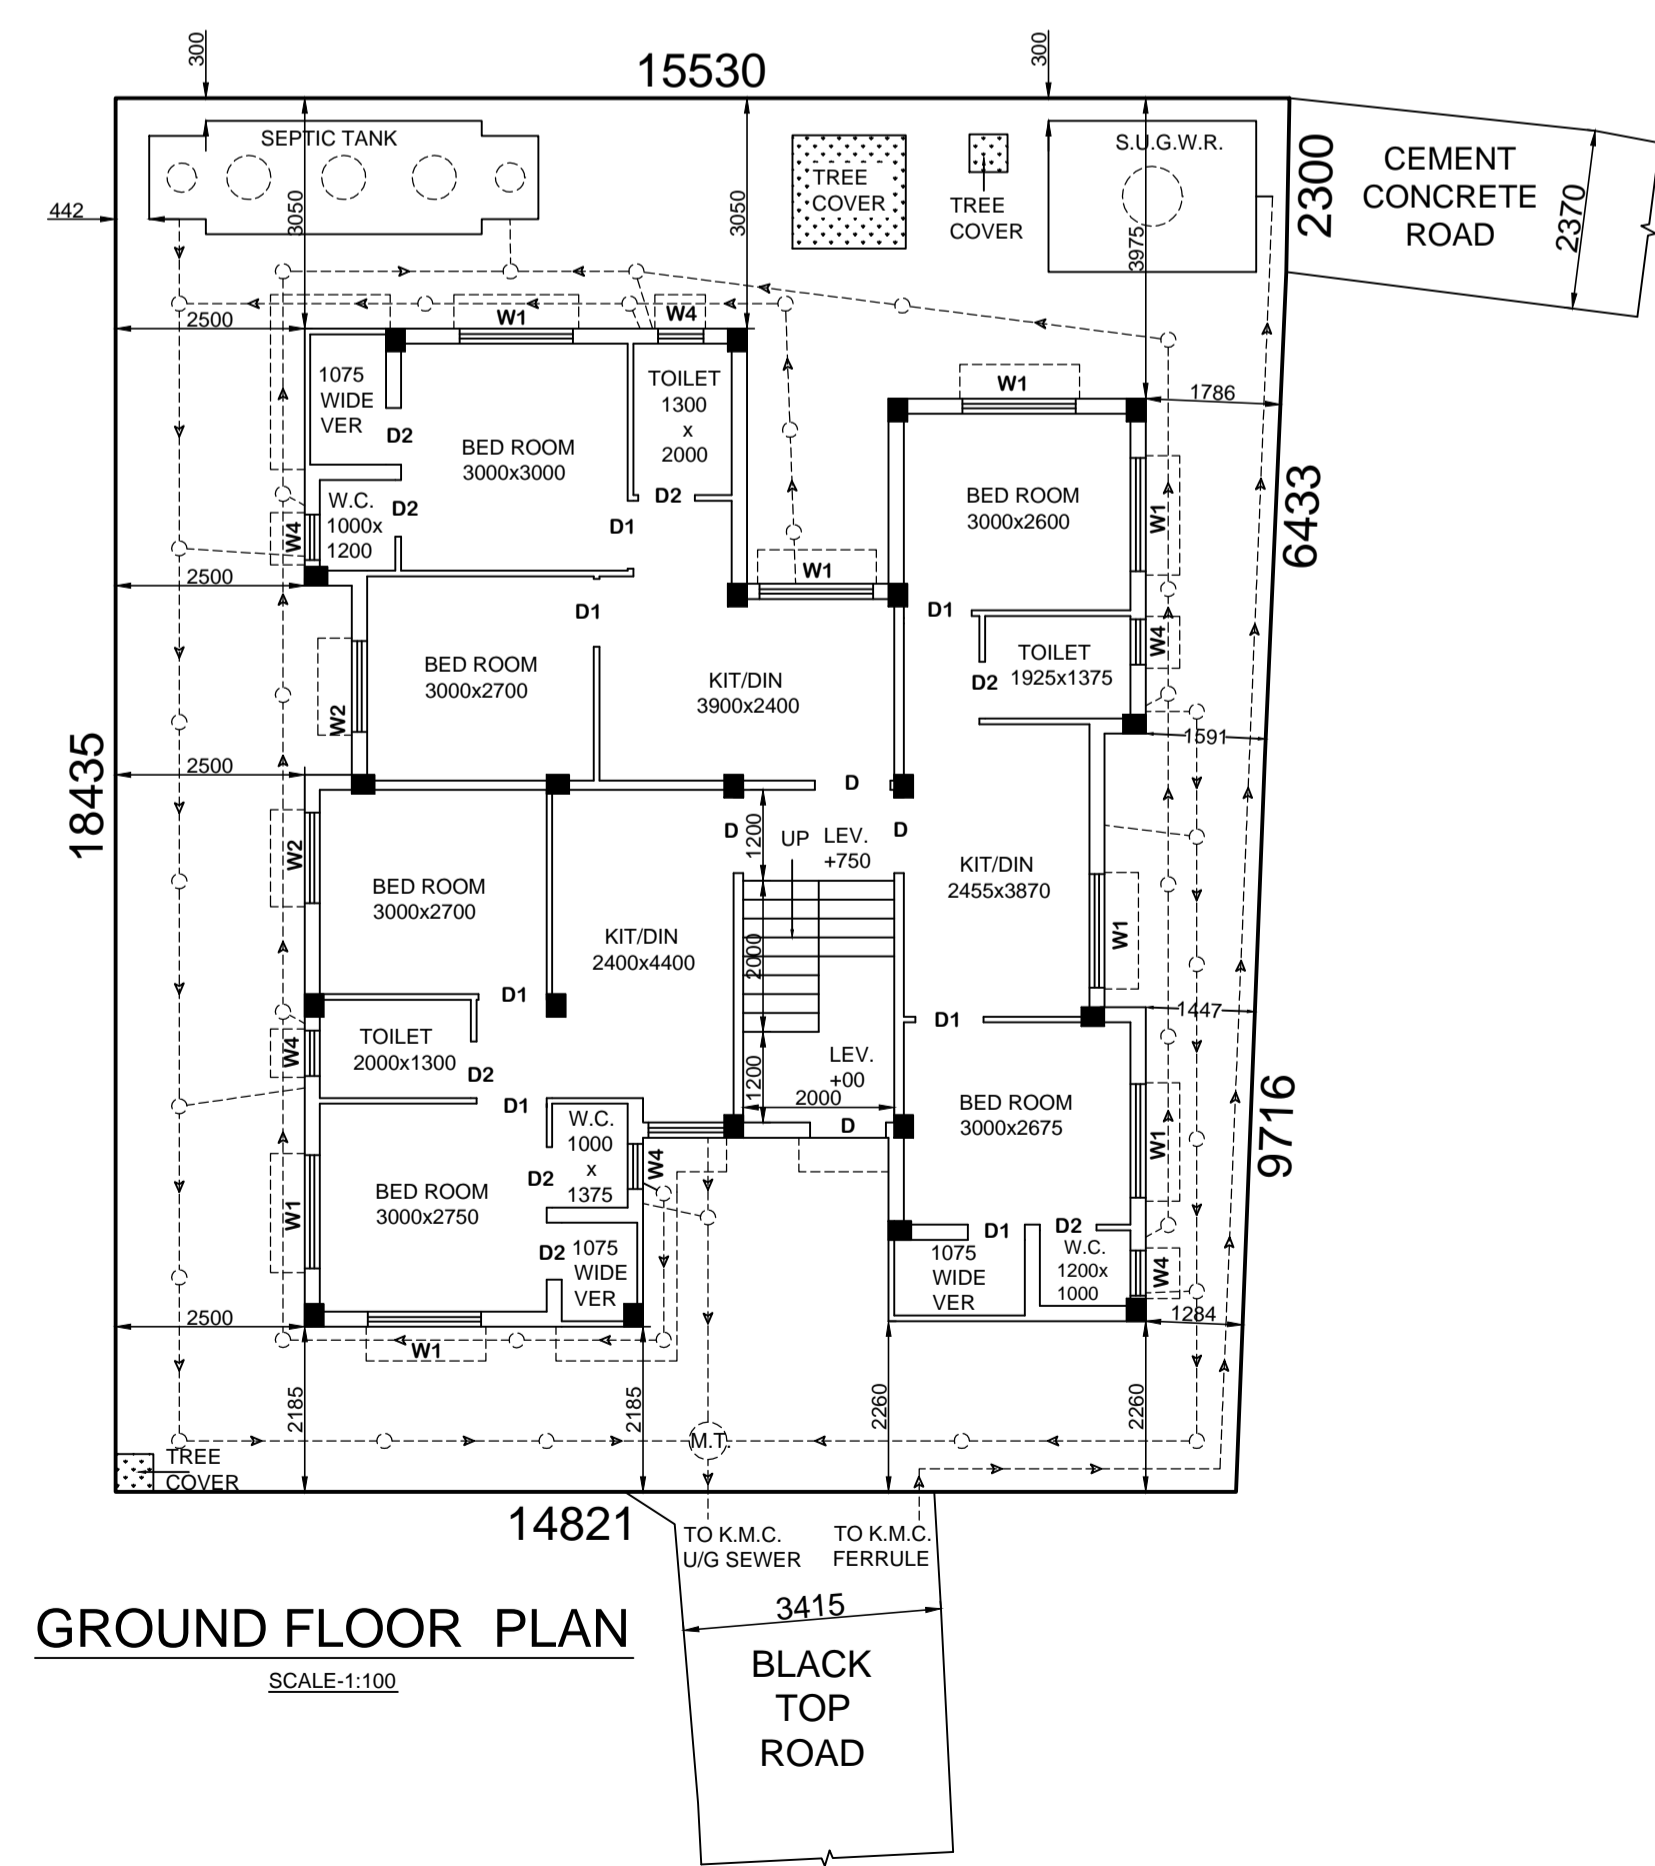 300
15530
300
SEPTIC TANK
S.U.G.W.R.
2300
CEMENT
CONCRETE
ROAD
2370
TREE
COVER
TREE
COVER
442
3050
3050
3975
2500
W1
W4
1075
WIDE
VER
D2
BED ROOM
3000x3000
TOILET
1300
x
2000
D2
W1
1786
W.C.
1000x
1200
D2
W4
D1
BED ROOM
3000x2600
W1
6433
2500
W1
D1
D1
BED ROOM
3000x2700
W2
KIT/DIN
3900x2400
TOILET
1925x1375
D2
W4
1591
2500
18435
D
D
1200
UP
LEV.
+750
D
W2
BED ROOM
3000x2700
KIT/DIN
2400x4400
KIT/DIN
2455x3870
2000
W1
D1
1447
D1
TOILET
2000x1300
W4
D2
LEV.
+00
1200
2000
D1
W.C.
1000
x
1375
D
BED ROOM
3000x2675
W1
9716
D2
W4
BED ROOM
3000x2750
W1
D2
1075
WIDE
VER
D1
D2
1075
WIDE
VER
W.C.
1200x
1000
W4
2500
1284
W1
2185
2185
2260
2260
M.T.
TREE
COVER
14821
TO K.M.C.
U/G SEWER
TO K.M.C.
FERRULE
3415
GROUND FLOOR PLAN
SCALE-1:100
BLACK
TOP
ROAD